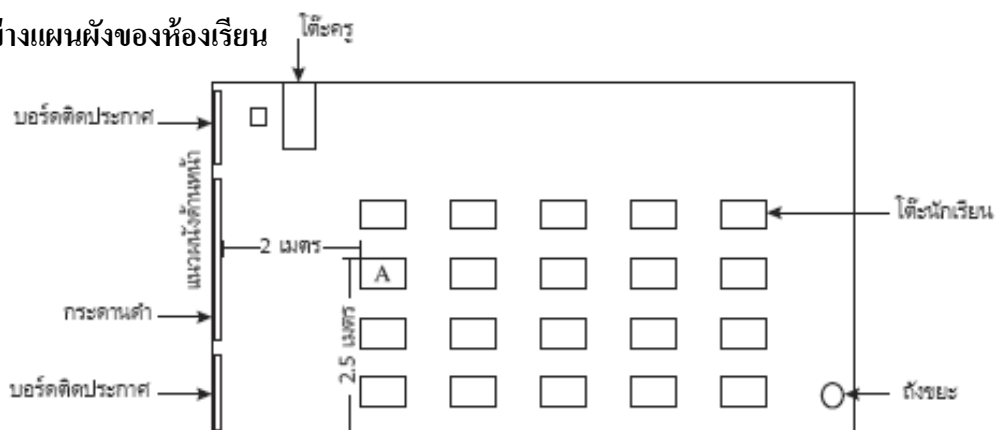 ย่างแผนผังของห้องเรียน
โต๊ะครู
บอร์ดติดประกาศ
แนวผนังด้านหน้า
โต๊ะนักเรียน
2 เมตร
A
กระดานดำ
2.5 เมตร
บอร์ดติดประกาศ
ถังขยะ